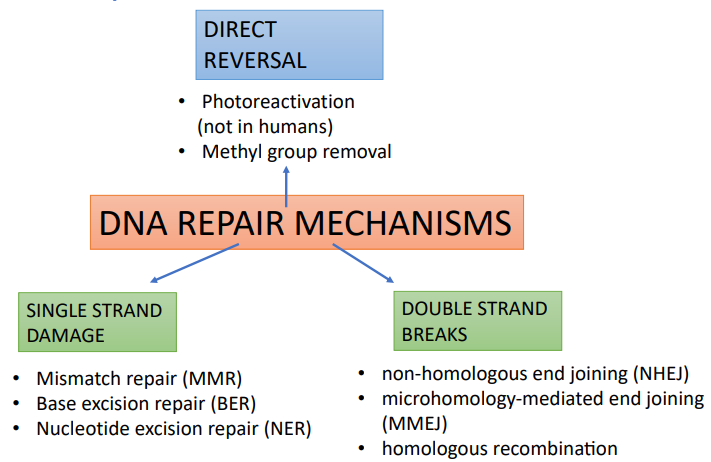 DIRECT
REVERSAL
• Photoreactivation
(not in humans)
• Methyl group removal
DNA REPAIR MECHANISMS
SINGLE STRAND
DAMAGE
• Mismatch repair (MMR)
• Base excision repair (BER)
• Nucleotide excision repair (NER)
DOUBLE STRAND
BREAKS
• non-homologous end joining (NHEJ)
• microhomology-mediated end joining
(MMEJ)
• homologous recombination